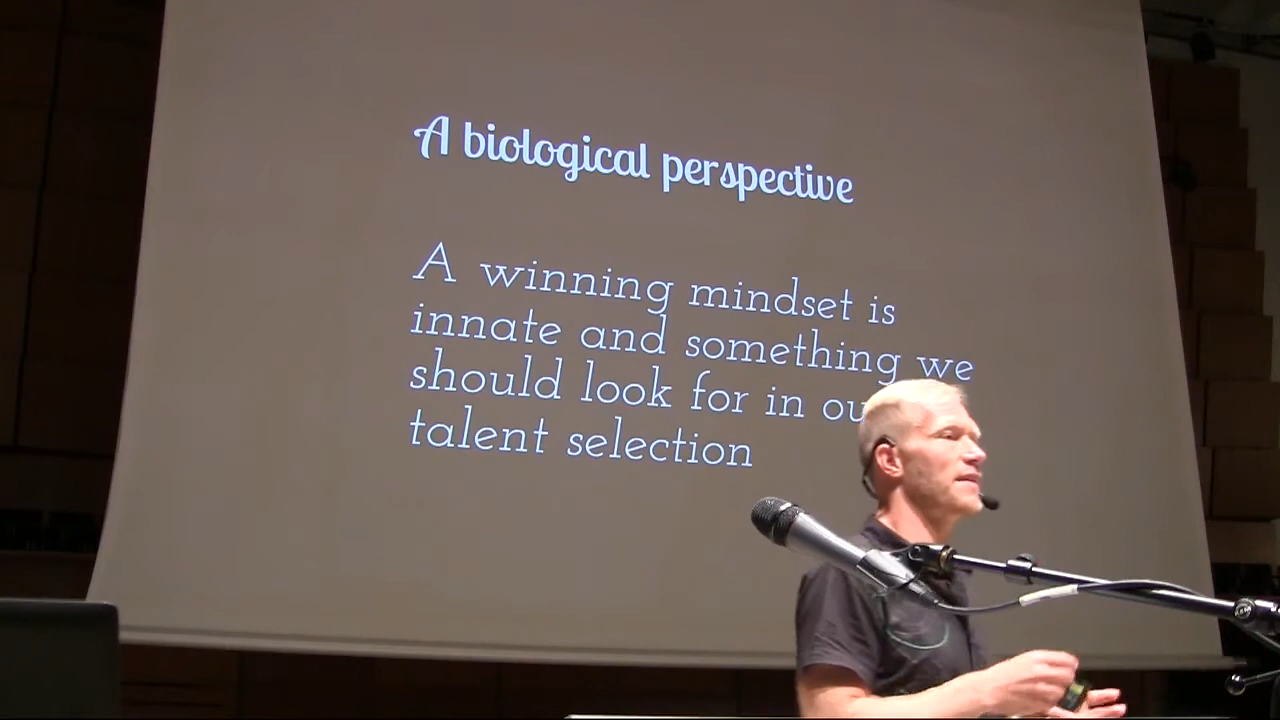 A biological perspective
A winning mindset is
innate and something we
should look for in
talent selection